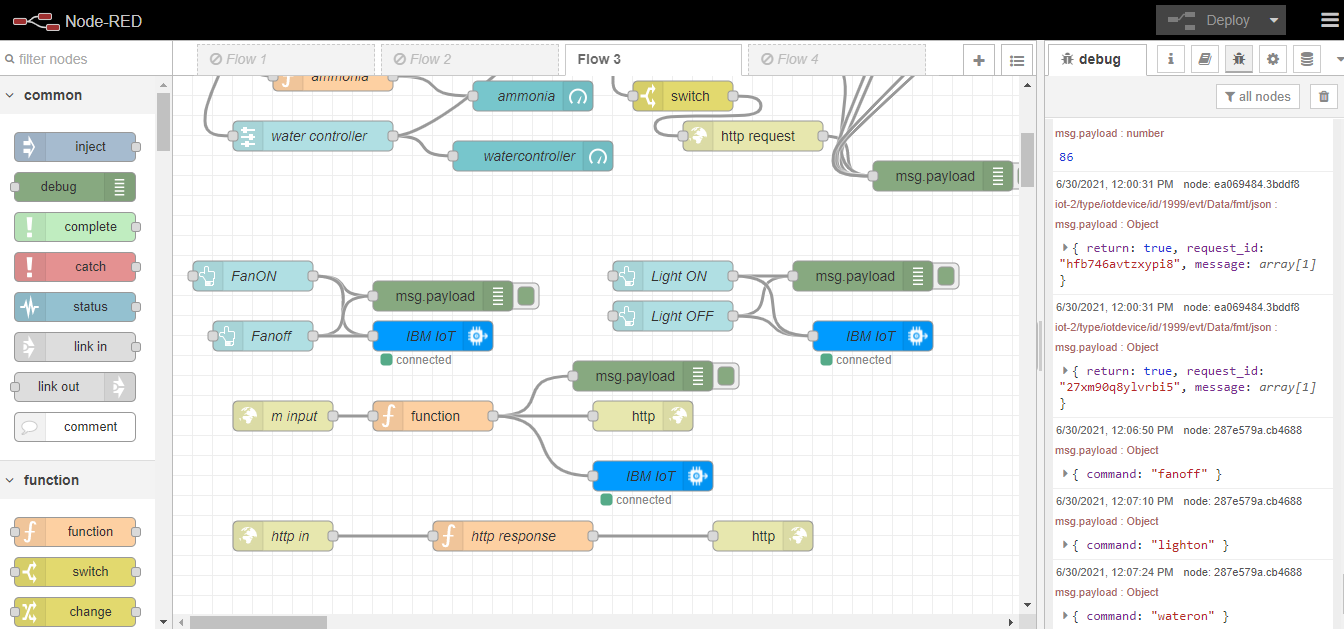 Node-RED
Deploy
filter nodes
Flow 1
Flow 2
Flow 3
Flow 4
debug
all nodes
common
inject
debug
complete
catch
status
link in
link out
comment
function
function
switch
change
ammonia
ammonia
water controller
watercontroller
switch
http request
msg.payload
FanON
Fanoff
msg.payload
IBM IoT
connected
Light ON
Light OFF
msg.payload
IBM IoT
connected
m input
function
msg.payload
http
IBM IoT
connected
http in
http response
http
msg.payload : number
86
6/30/2021, 12:00:31 PM node: ea069484.3bddf8
iot-2/type/iotdevice/id/1999/evt/Data/fmt/json :
msg.payload : Object
{ return: true, request_id:
"hfb746avtzxypi8", message: array[1]
}
6/30/2021, 12:00:31 PM node: ea069484.3bddf8
iot-2/type/iotdevice/id/1999/evt/Data/fmt/json :
msg.payload : Object
{ return: true, request_id:
"27xm90q8ylvrbi5", message: array[1]
}
6/30/2021, 12:06:50 PM node: 287e579a.cb4688
msg.payload : Object
{ command: "fanoff" }
6/30/2021, 12:07:10 PM node: 287e579a.cb4688
msg.payload : Object
{ command: "lighton" }
6/30/2021, 12:07:24 PM node: 287e579a.cb4688
msg.payload : Object
{ command: "wateron" }